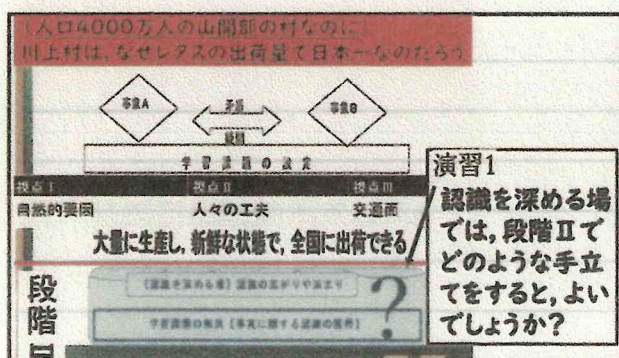 (人口4000万人の山間部の村なのに)
川上村は,なぜレタスの出荷量で日本一なのだろう
事象A
矛盾
疑問
事象B
学習課題の設定
視点Ⅰ 視点Ⅱ 視点Ⅲ
自然的要因 人々の工夫 交通面
大量に生産し,新鮮な状態で,全国に出荷できる
段階Ⅱ
【認識を深める場】認識の広がりや深まり
学習課題の解決【事実に関する認識の獲得】
?
演習1
認識を深める場
では,段階Ⅱで
どのような手立
てをすると,よい
でしょうか?